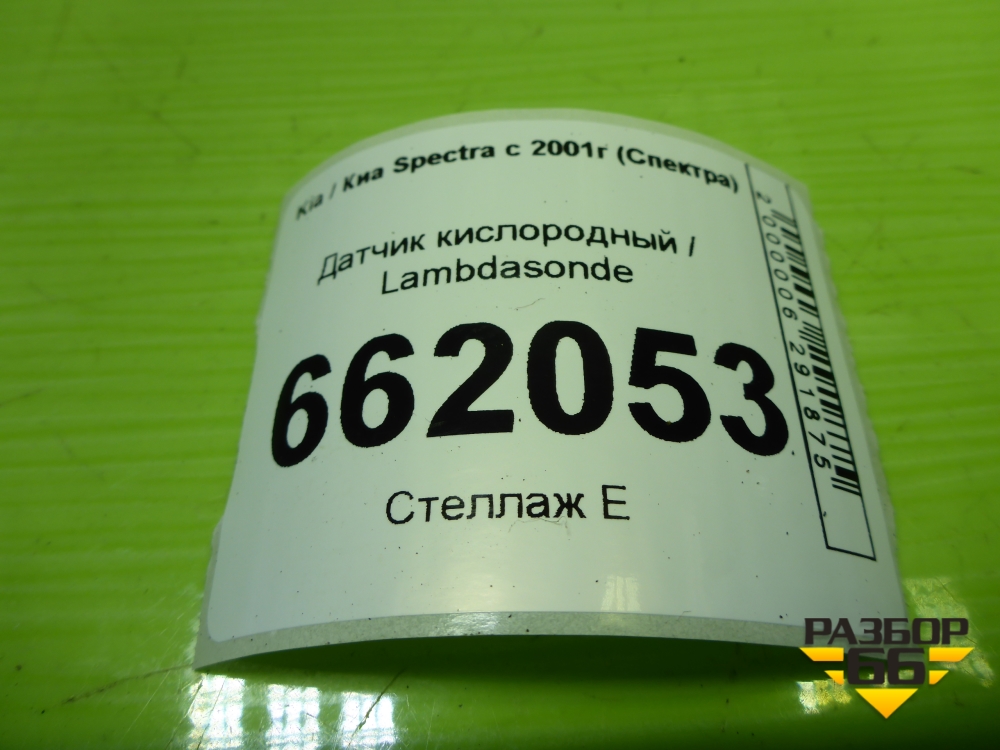 Kia / Киа Spectra с 2001г (Спектра)
Датчик кислородный /
Lambdasonde
662053
Стеллаж E
2000006291875
РАЗБОР
66